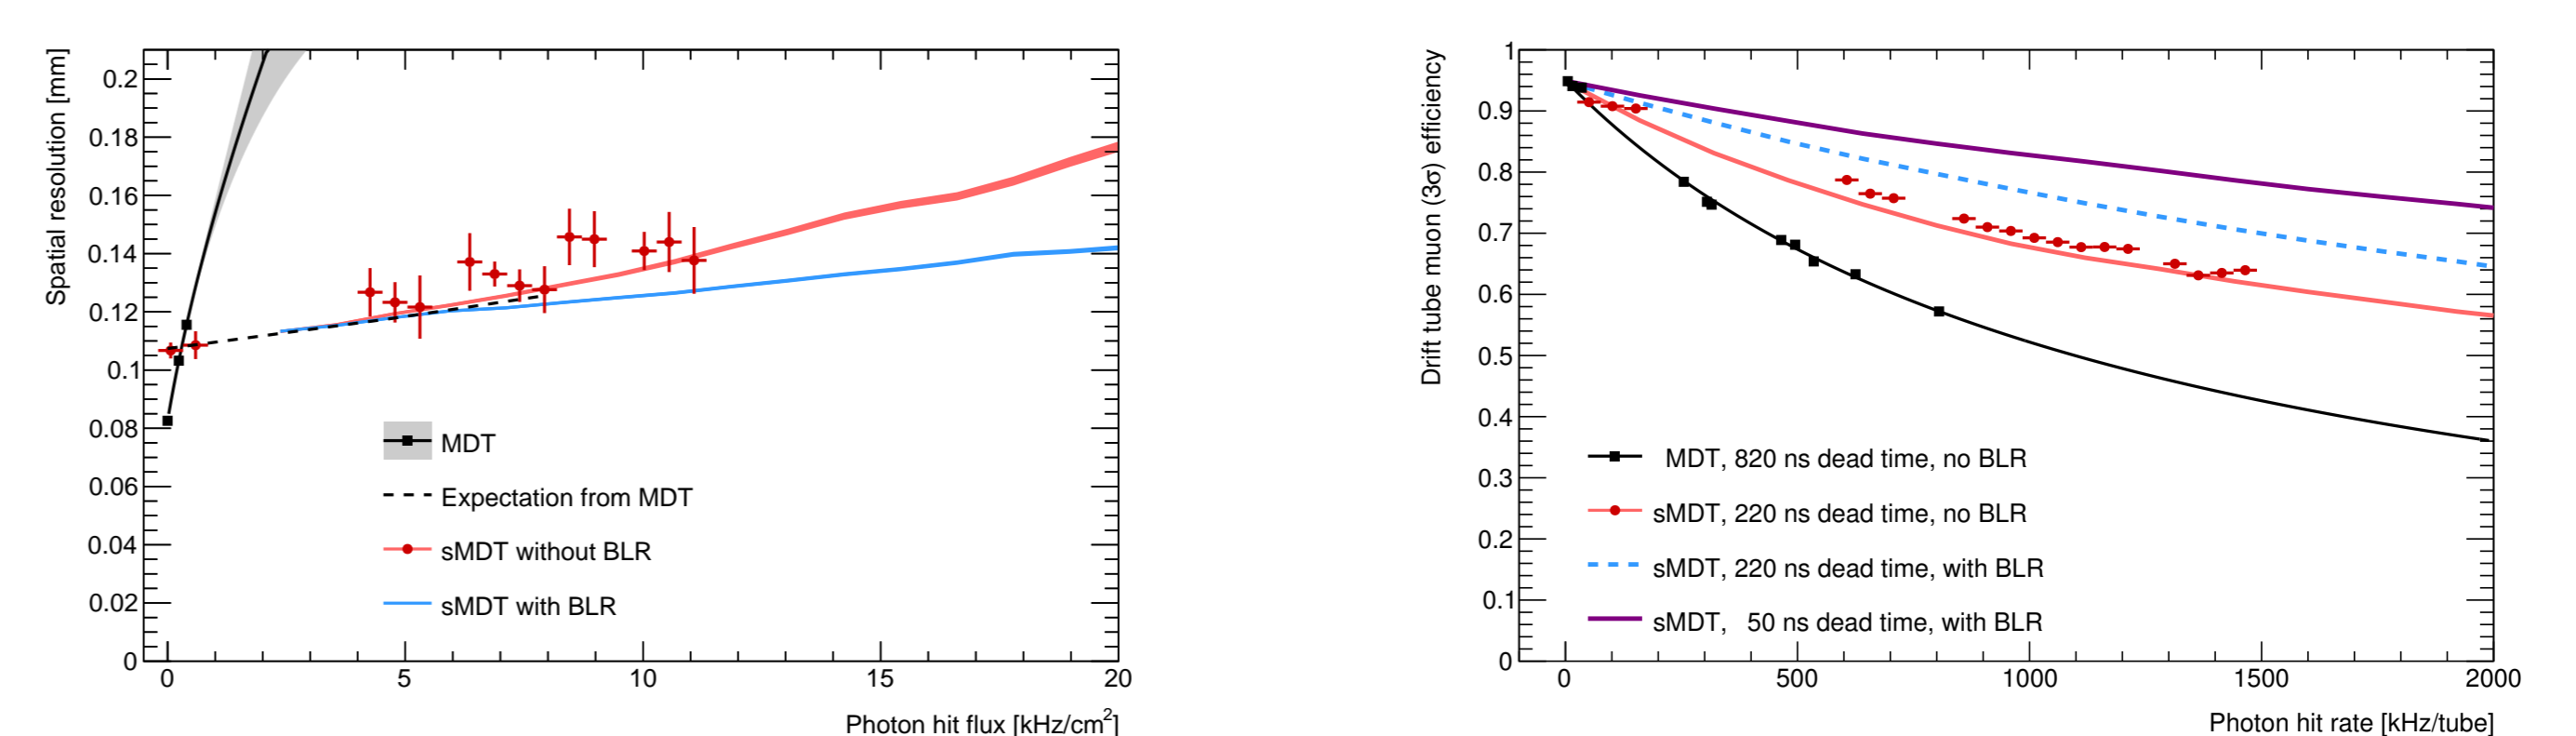 Spatial resolution [mm]
0.2
0.18
0.16
0.14
0.12
0.1
0.08
0.06
0.04
0.02
0
MDT
Expectation from MDT
sMDT without BLR
sMDT with BLR
0 5 10 15 20
Photon hit flux [kHz/cm²]
Drift tube muon (3σ) efficiency
1
0.9
0.8
0.7
0.6
0.5
0.4
0.3
0.2
0.1
0
MDT, 820 ns dead time, no BLR
sMDT, 220 ns dead time, no BLR
sMDT, 220 ns dead time, with BLR
sMDT, 50 ns dead time, with BLR
0 500 1000 1500 2000
Photon hit rate [kHz/tube]